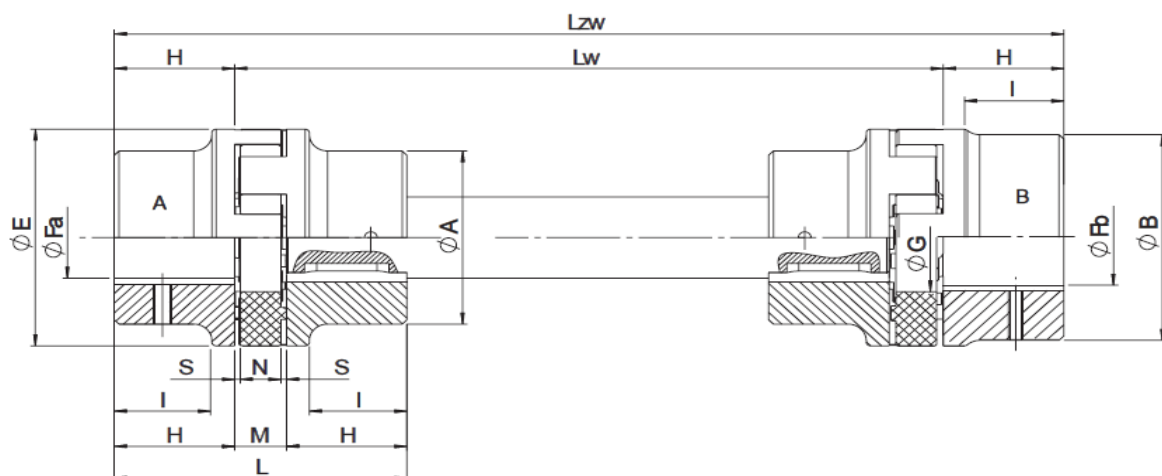 Lzw
H Lw H
I
A B
ØE ØFa ØA ØG ØFb ØB
S N S
I I
H M H
L